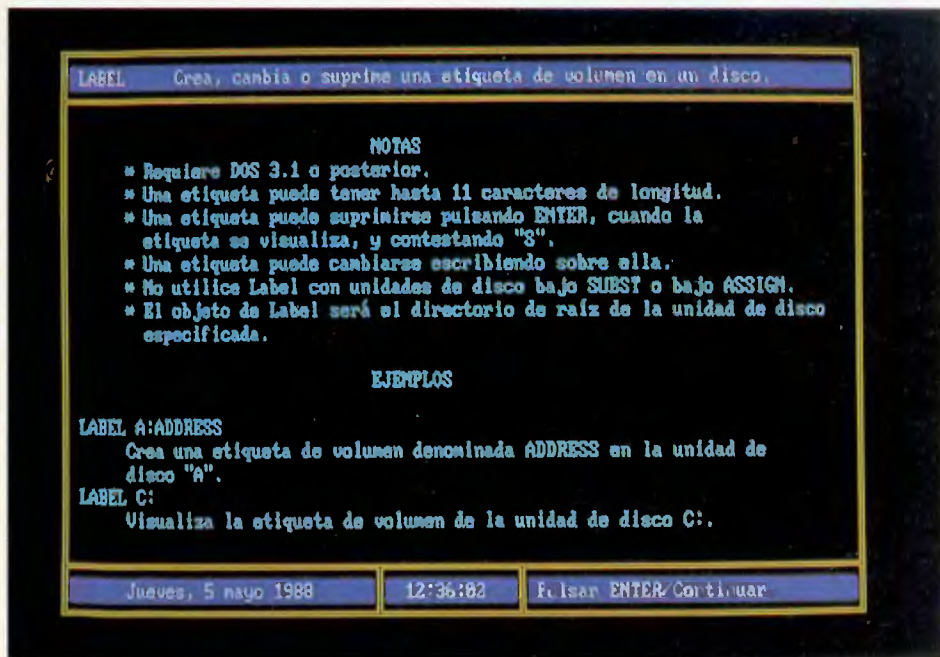 LABEL Crea, cambia o suprime una etiqueta de volumen en un disco.
NOTAS
* Requiere DOS 3.1 o posterior.
* Una etiqueta puede tener hasta 11 caracteres de longitud.
* Una etiqueta puede suprimirse pulsando ENTER, cuando la
etiqueta se visualiza, y contestando "S".
* Una etiqueta puede cambiarse escribiendo sobre ella.
* No utilice Label con unidades de disco bajo SUBST o bajo ASSIGN.
* El objeto de Label será el directorio de raíz de la unidad de disco
especificada.
EJEMPLOS
LABEL A:ADDRESS
Crea una etiqueta de volumen denominada ADDRESS en la unidad de
disco "A".
LABEL C:
Visualiza la etiqueta de volumen de la unidad de disco C:.
Jueves, 5 mayo 1988
12:36:02
Pulsar ENTER/Continuar